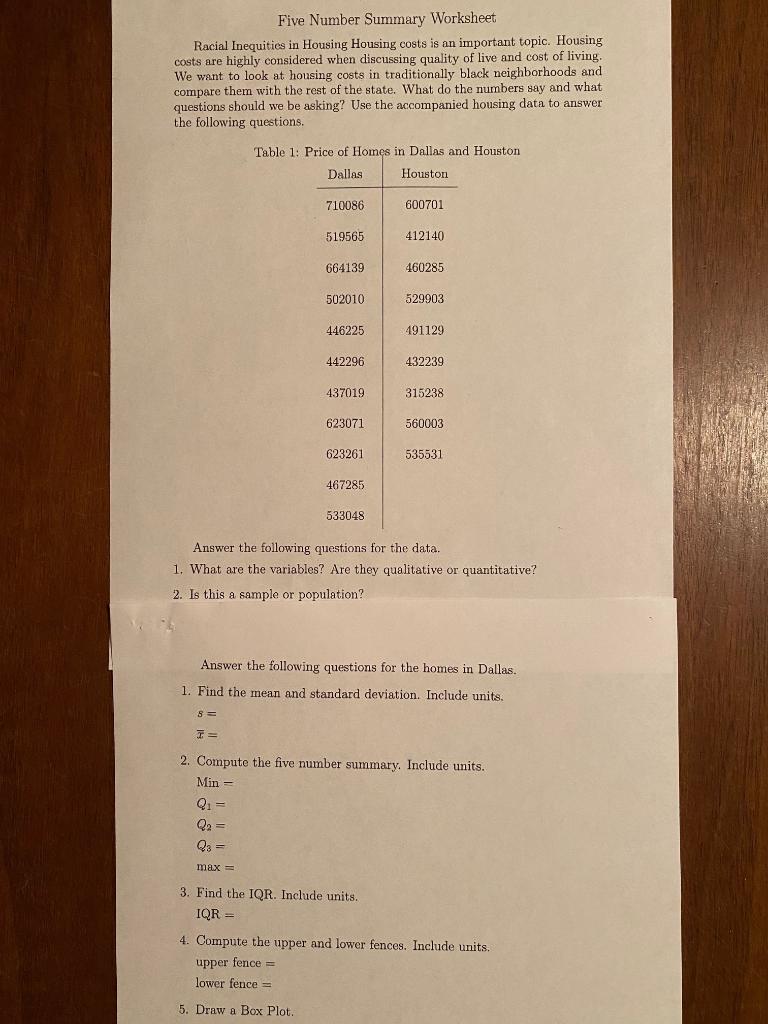 Five Number Summary Worksheet
Racial Inequities in Housing Housing costs is an important topic. Housing
costs are highly considered when discussing quality of live and cost of living.
We want to look at housing costs in traditionally black neighborhoods and
compare them with the rest of the state. What do the numbers say and what
questions should we be asking? Use the accompanied housing data to answer
the following questions.
Table 1: Price of Homes in Dallas and Houston
Dallas Houston
710086 600701
519565 412140
664139 460285
502010 529903
446225 491129
442296 432239
437019 315238
623071 560003
623261 535531
467285
533048
Answer the following questions for the data.
1. What are the variables? Are they qualitative or quantitative?
2. Is this a sample or population?
Answer the following questions for the homes in Dallas.
1. Find the mean and standard deviation. Include units.
s =
x̅ =
2. Compute the five number summary. Include units.
Min =
Q₁ =
Q₂ =
Q₃ =
max =
3. Find the IQR. Include units.
IQR =
4. Compute the upper and lower fences. Include units.
upper fence =
lower fence =
5. Draw a Box Plot.